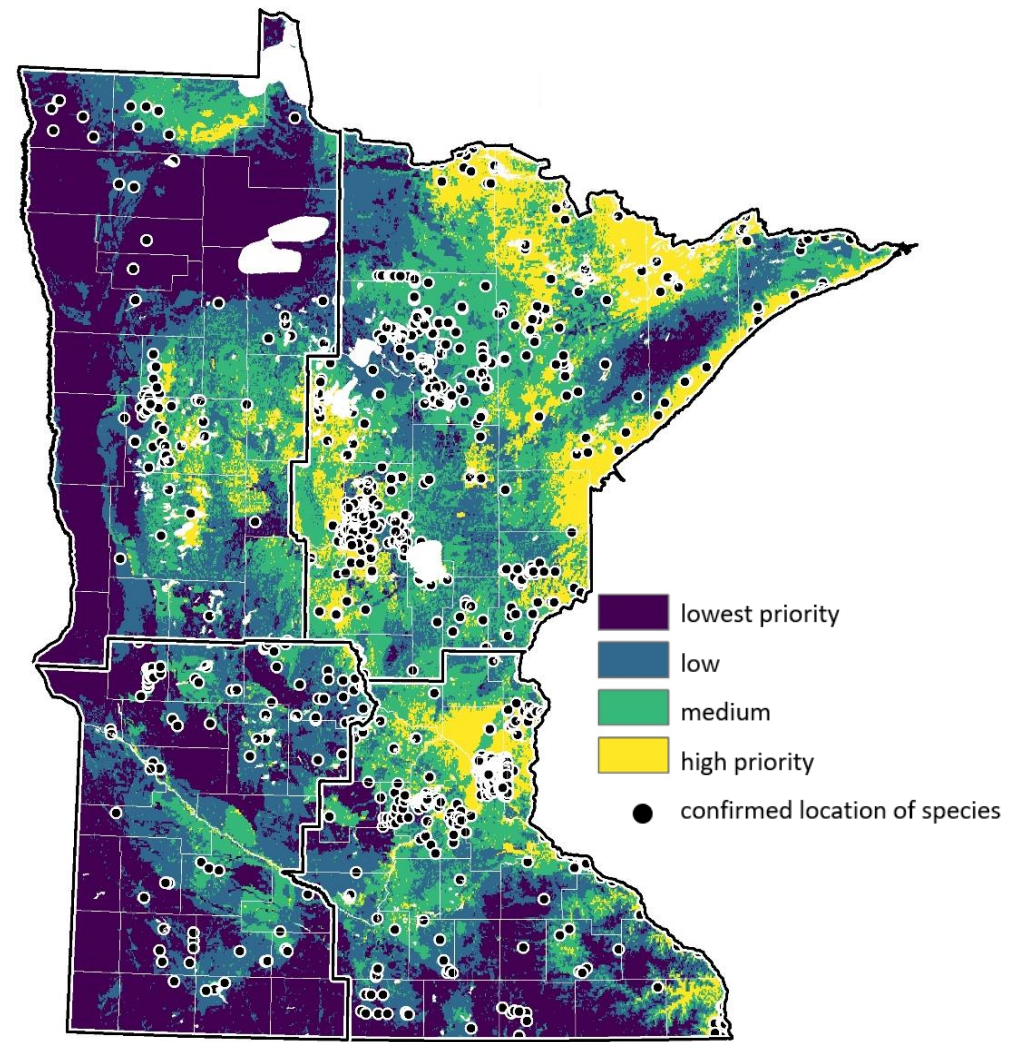 lowest priority
low
medium
high priority
confirmed location of species